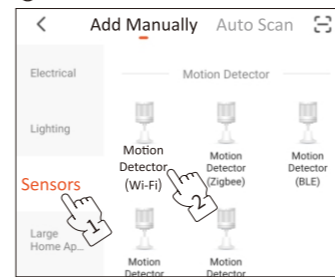 Add Manually Auto Scan
Electrical
Motion Detector
Lighting
Motion
Detector
(Wi-Fi)
Motion
Detector
(Zigbee)
Motion
Detector
(BLE)
Sensors
1
2
Large
Home Ap...
Motion
Detector
Motion
Detector